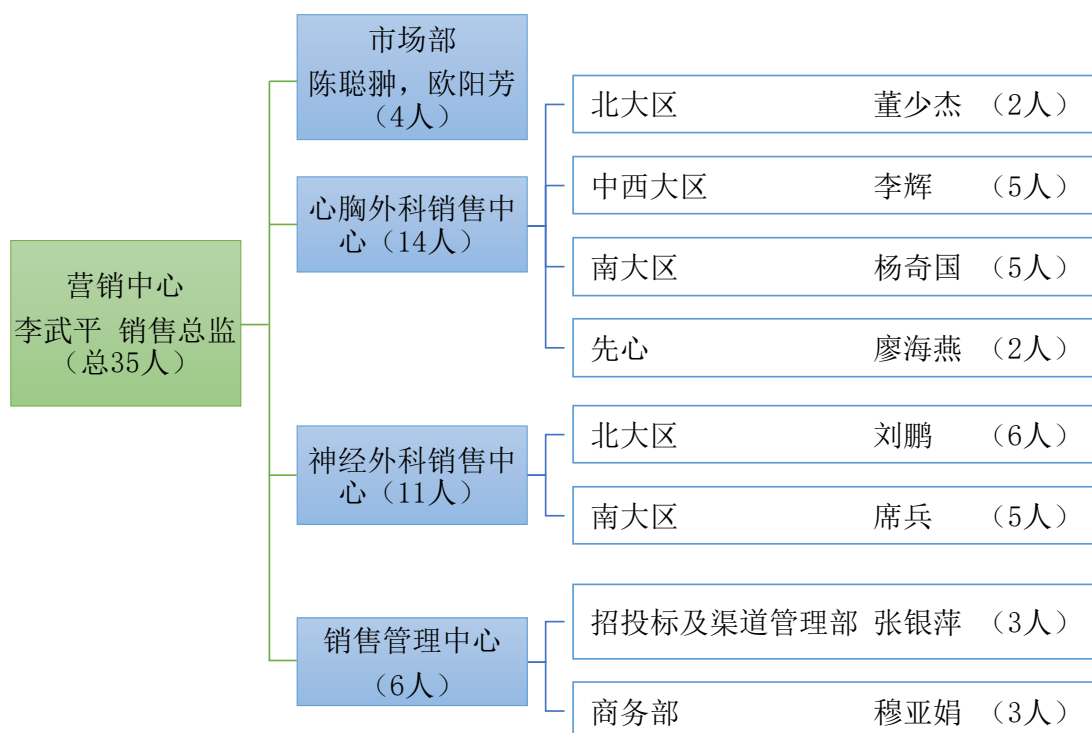 营销中心
李武平 销售总监
（总35人）
市场部
陈聪翀，欧阳芳
（4人）
心胸外科销售中
心（14人）
北大区 董少杰 （2人）
中西大区 李辉 （5人）
南大区 杨奇国 （5人）
先心 廖海燕 （2人）
神经外科销售中
心（11人）
北大区 刘鹏 （6人）
南大区 席兵 （5人）
销售管理中心
（6人）
招投标及渠道管理部 张银萍 （3人）
商务部 穆亚娟 （3人）